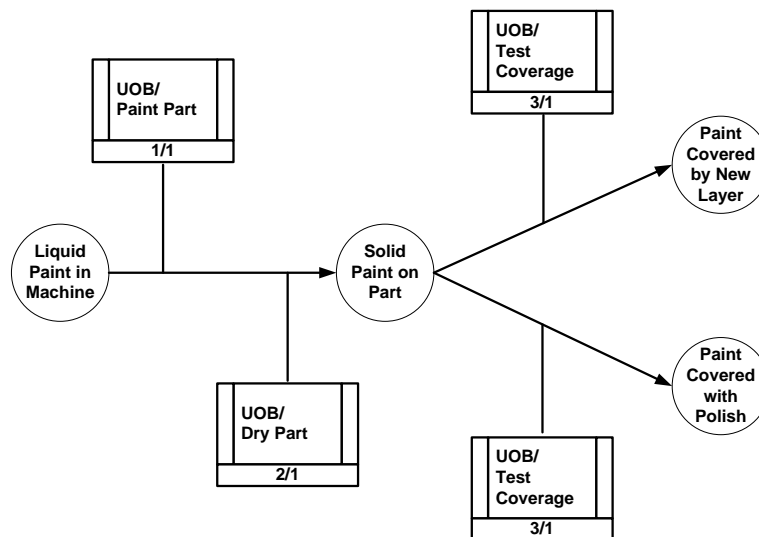 UOB/
Paint Part
1/1
UOB/
Test
Coverage
3/1
Paint
Covered
by New
Layer
Liquid
Paint in
Machine
Solid
Paint on
Part
UOB/
Dry Part
2/1
UOB/
Test
Coverage
3/1
Paint
Covered
with
Polish